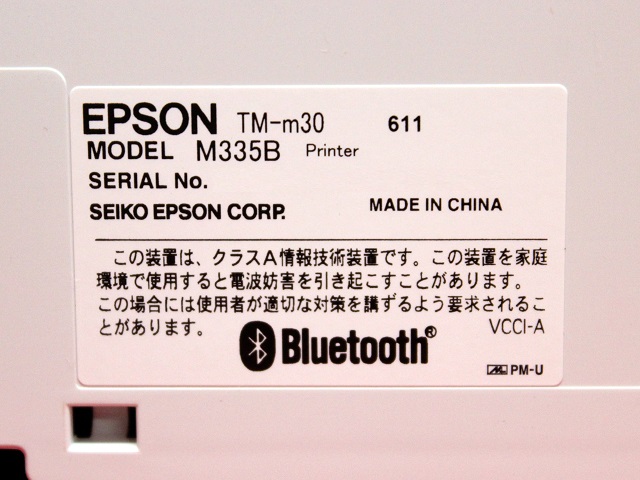 EPSON TM-m30 611
MODEL M335B Printer
SERIAL No.
SEIKO EPSON CORP. MADE IN CHINA
この装置は、クラスA情報技術装置です。この装置を家庭
環境で使用すると電波妨害を引き起こすことがあります。
この場合には使用者が適切な対策を講ずるよう要求されるこ
とがあります。 VCCI-A
Bluetooth®
PM-U